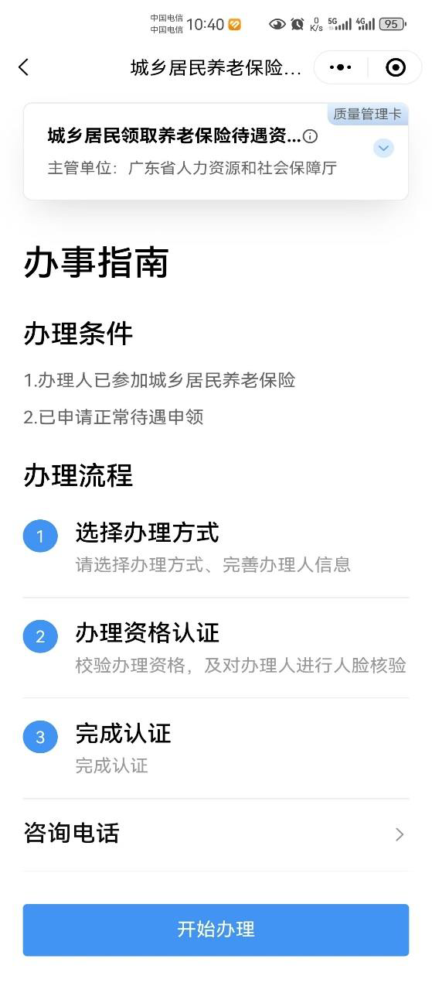 中国电信
中国电信
10:40
0
K/s
5G
4G
95
城乡居民养老保险...
质量管理卡
城乡居民领取养老保险待遇资...
主管单位：广东省人力资源和社会保障厅
办事指南
办理条件
1.办理人已参加城乡居民养老保险
2.已申请正常待遇申领
办理流程
1
选择办理方式
请选择办理方式、完善办理人信息
2
办理资格认证
校验办理资格，及对办理人进行人脸核验
3
完成认证
完成认证
咨询电话
开始办理